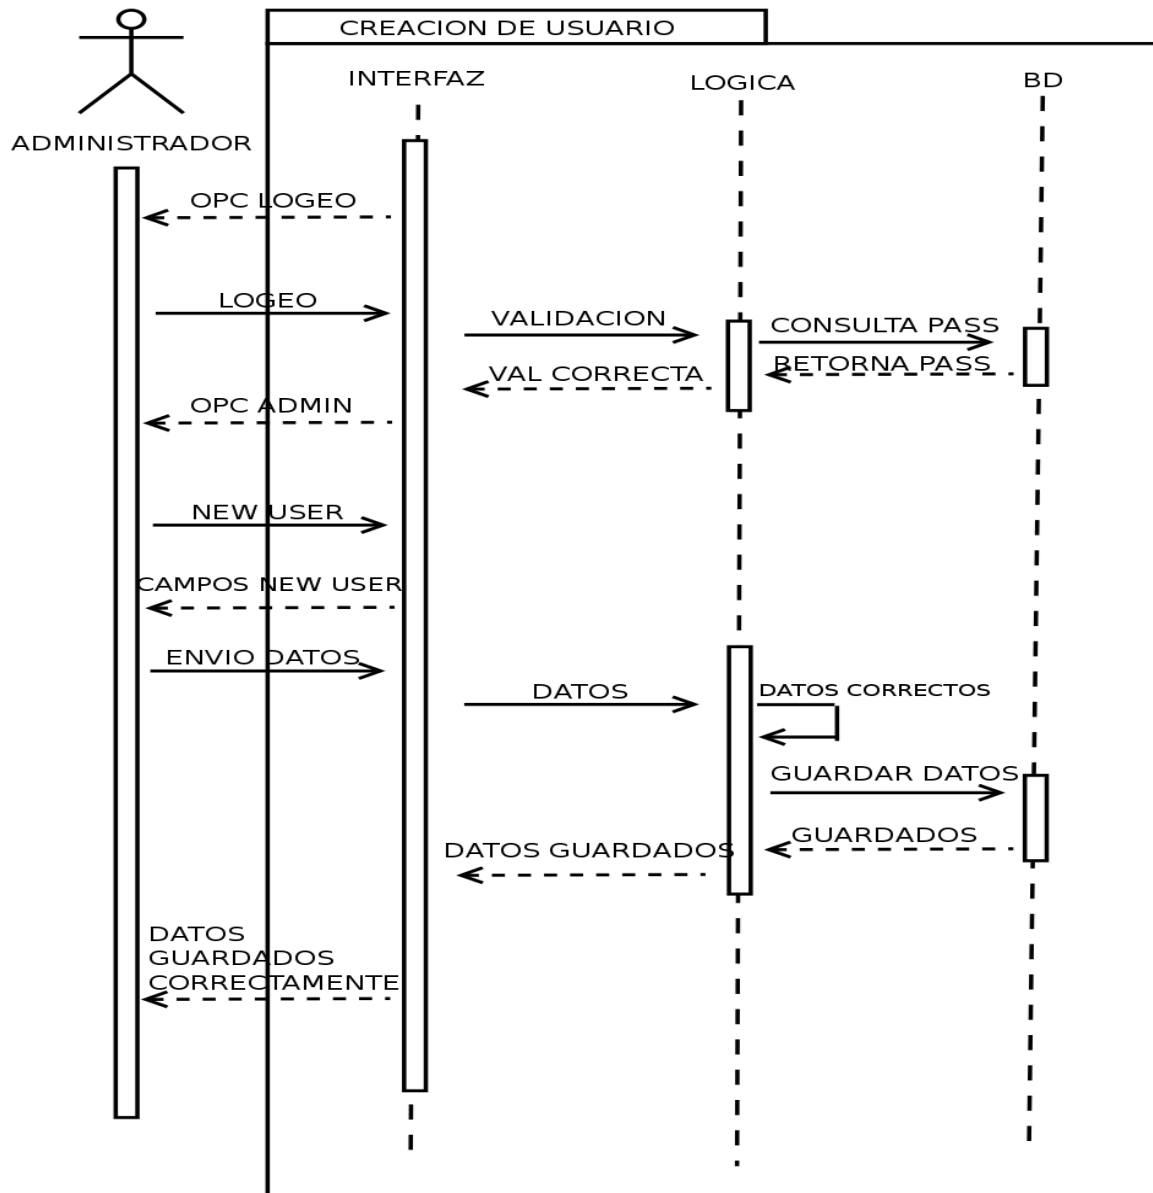 CREACION DE USUARIO
INTERFAZ
LOGICA
BD
ADMINISTRADOR
OPC LOGEO
LOGEO
VALIDACION
CONSULTA PASS
RETORNA PASS
VAL CORRECTA
OPC ADMIN
NEW USER
CAMPOS NEW USER
ENVIO DATOS
DATOS
DATOS CORRECTOS
GUARDAR DATOS
GUARDADOS
DATOS GUARDADOS
DATOS
GUARDADOS
CORRECTAMENTE